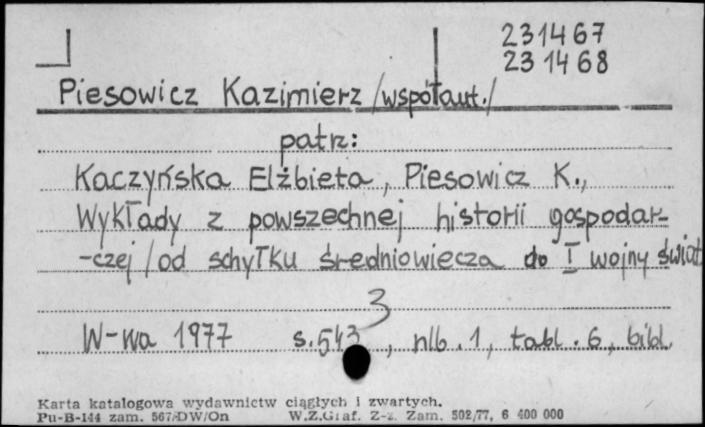 231467
231468
Piesowicz Kazimierz /współaut./
patrz:
Kaczyńska Elżbieta, Piesowicz K.,
Wykłady z powszechnej historii gospodar-
-czej /od schyłku średniowiecza do I wojny świat.
3
W-wa 1977 s.543, nlb. 1, tabl. 6, bibl.
Karta katalogowa wydawnictw ciągłych i zwartych.
Pu-B-144 zam. 567/DW/On W.Z.Graf. Z-z. Zam. 502/77, 6 400 000